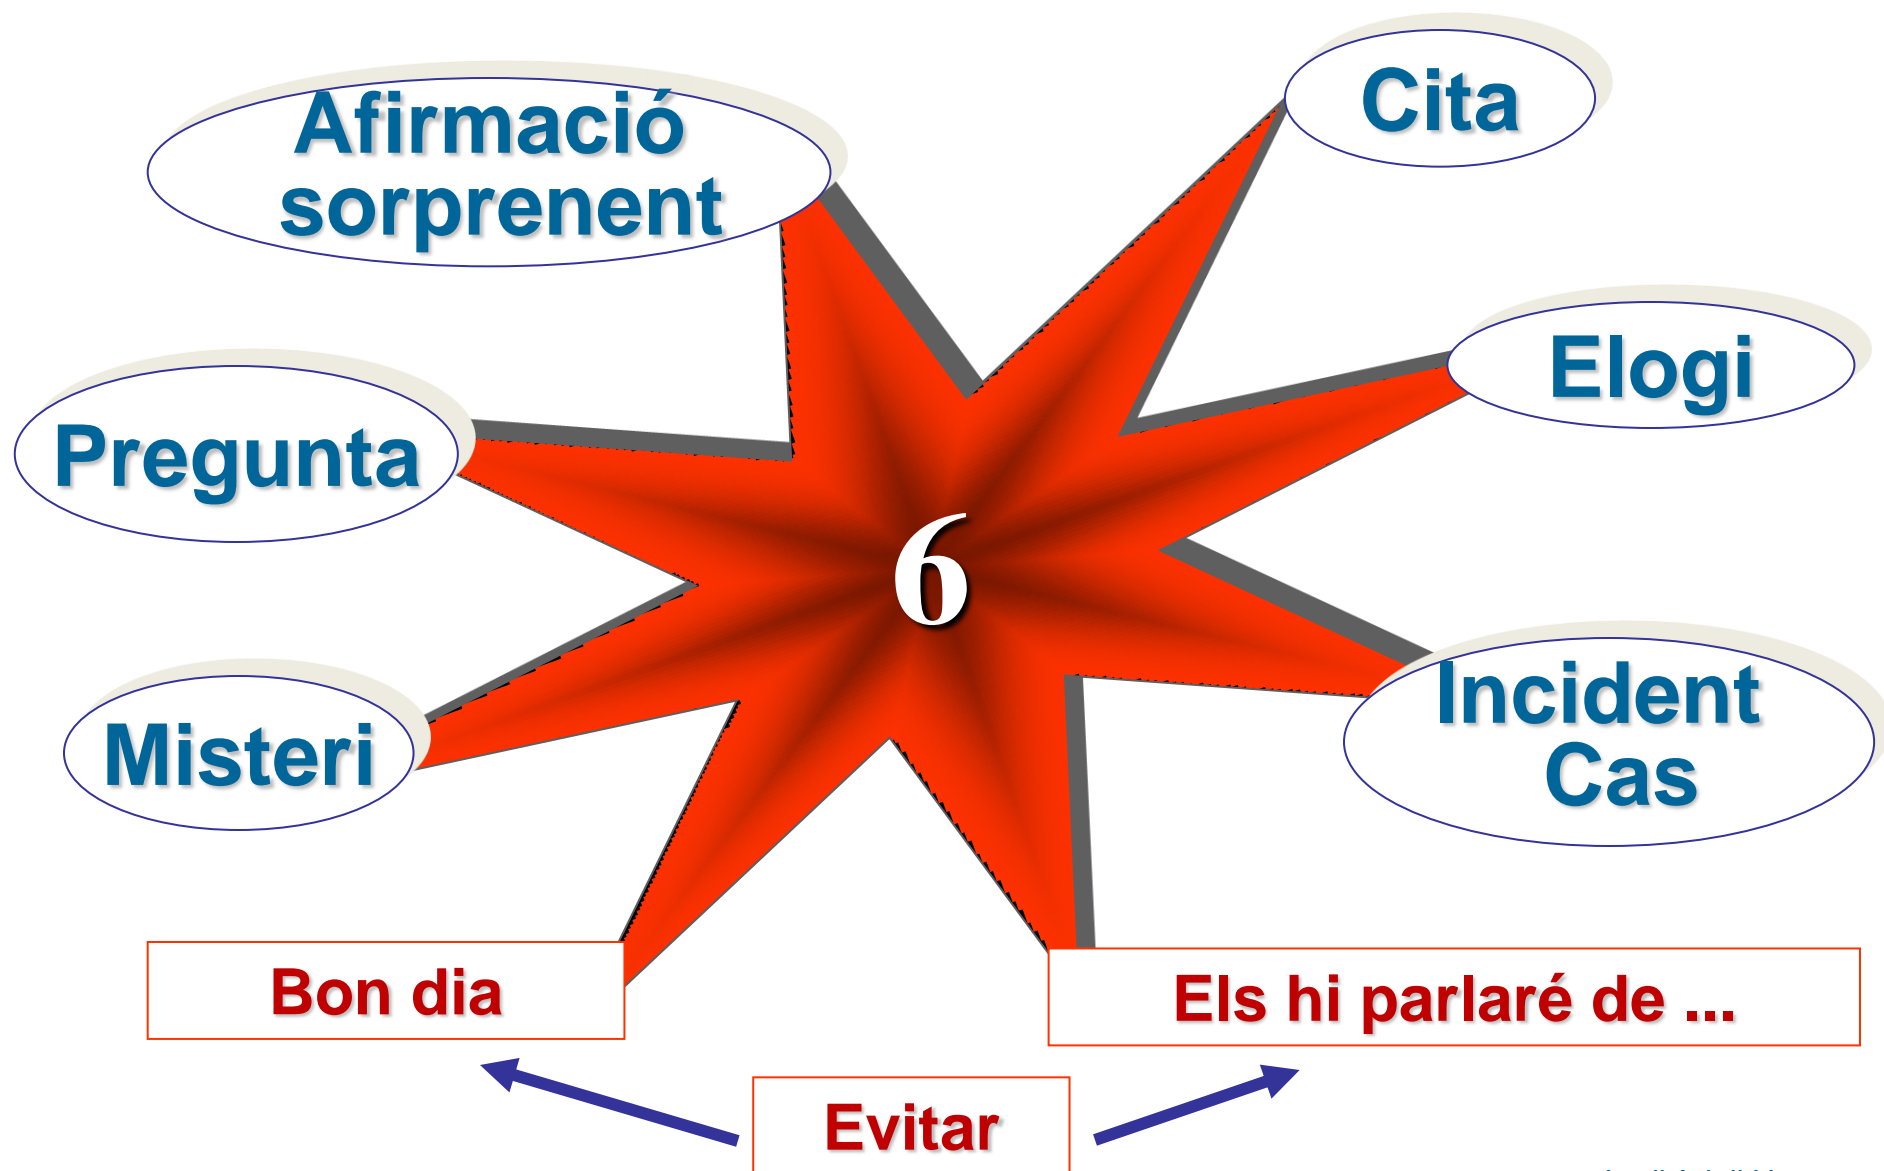 Afirmació
sorprenent
Cita
Elogi
Pregunta
6
Incident
Cas
Misteri
Bon dia
Els hi parlaré de ...
Evitar